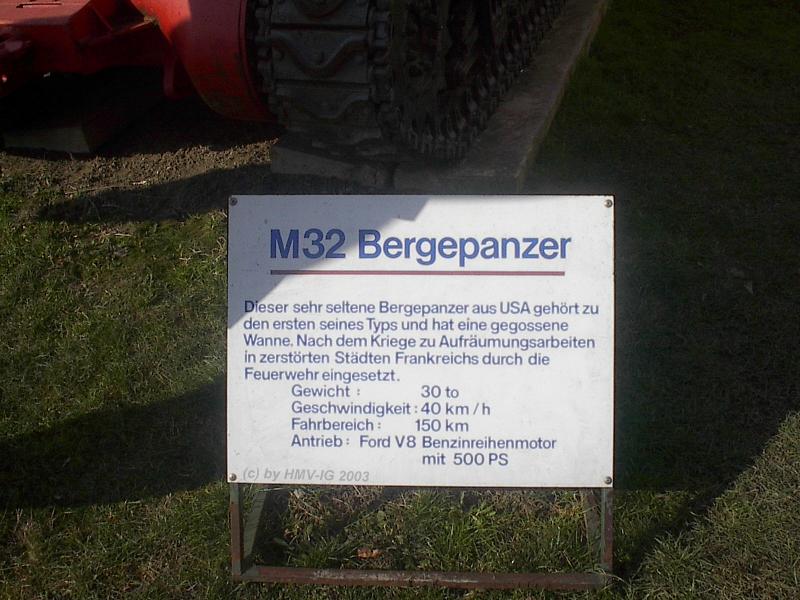 M32 Bergepanzer
Dieser sehr seltene Bergepanzer aus USA gehört zu
den ersten seines Typs und hat eine gegossene
Wanne. Nach dem Kriege zu Aufräumungsarbeiten
in zerstörten Städten Frankreichs durch die
Feuerwehr eingesetzt.
Gewicht : 30 to
Geschwindigkeit : 40 km / h
Fahrbereich : 150 km
Antrieb : Ford V8 Benzinreihenmotor
mit 500 PS
(c) by HMV-IG 2003